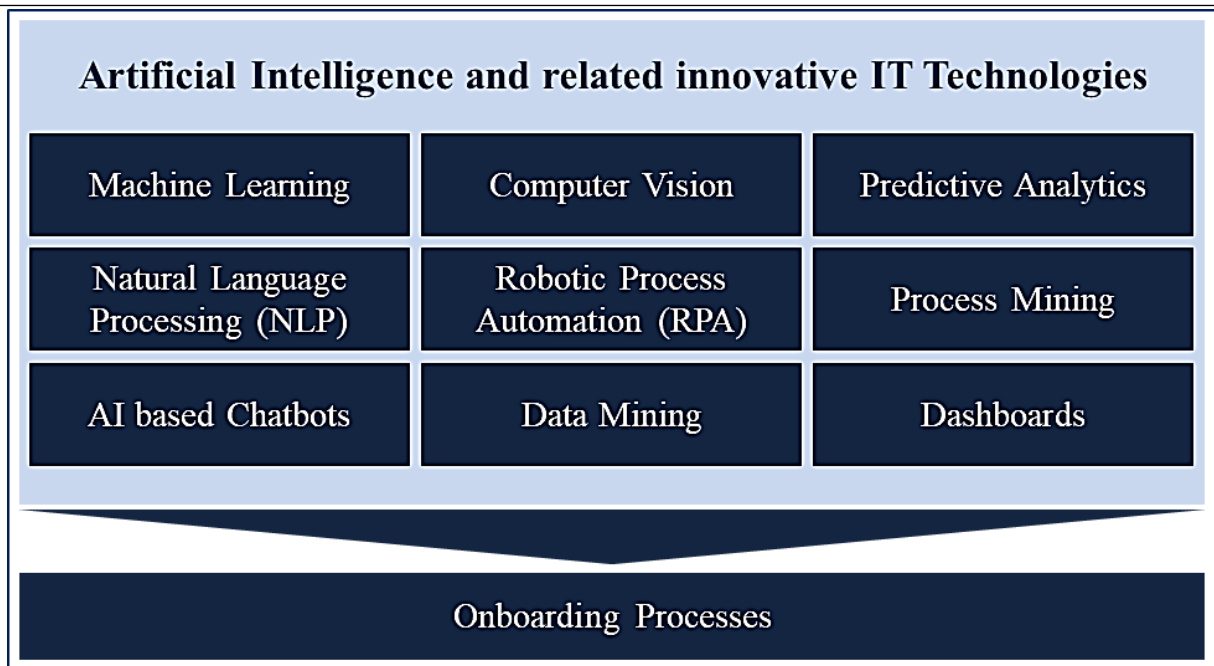 Artificial Intelligence and related innovative IT Technologies
Machine Learning
Computer Vision
Predictive Analytics
Natural Language
Processing (NLP)
Robotic Process
Automation (RPA)
Process Mining
AI based Chatbots
Data Mining
Dashboards
Onboarding Processes